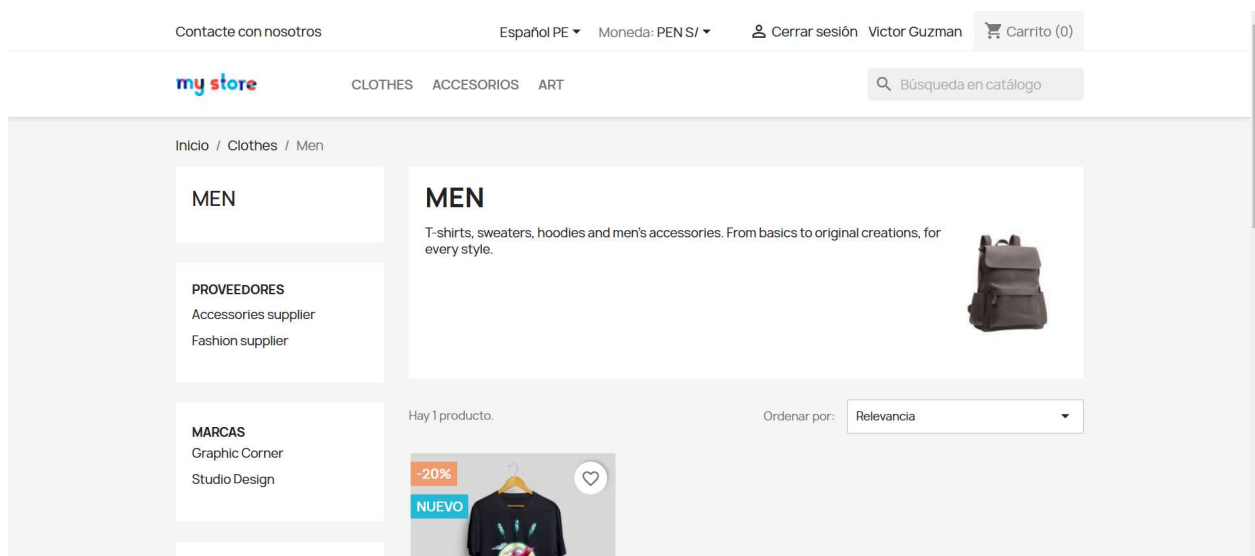 Contacte con nosotros
Español PE Moneda: PEN S/ Cerrar sesión Victor Guzman Carrito (0)
my store
CLOTHES ACCESORIOS ART
Búsqueda en catálogo
Inicio / Clothes / Men
MEN
PROVEEDORES
Accessories supplier
Fashion supplier
MARCAS
Graphic Corner
Studio Design
MEN
T-shirts, sweaters, hoodies and men's accessories. From basics to original creations, for
every style.
Hay 1 producto.
Ordenar por: Relevancia
-20%
NUEVO